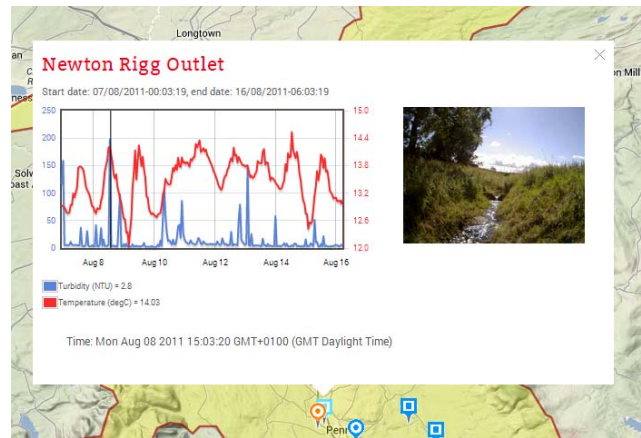 Longtown
Newton Rigg Outlet
Start date: 07/08/2011-00:03:19, end date: 16/08/2011-06:03:19
250
200
150
100
50
0
15.0
14.4
13.8
13.2
12.6
12.0
Aug 8
Aug 10
Aug 12
Aug 14
Aug 16
Turbidity (NTU) = 2.8
Temperature (degC) = 14.03
Time: Mon Aug 08 2011 15:03:20 GMT+0100 (GMT Daylight Time)